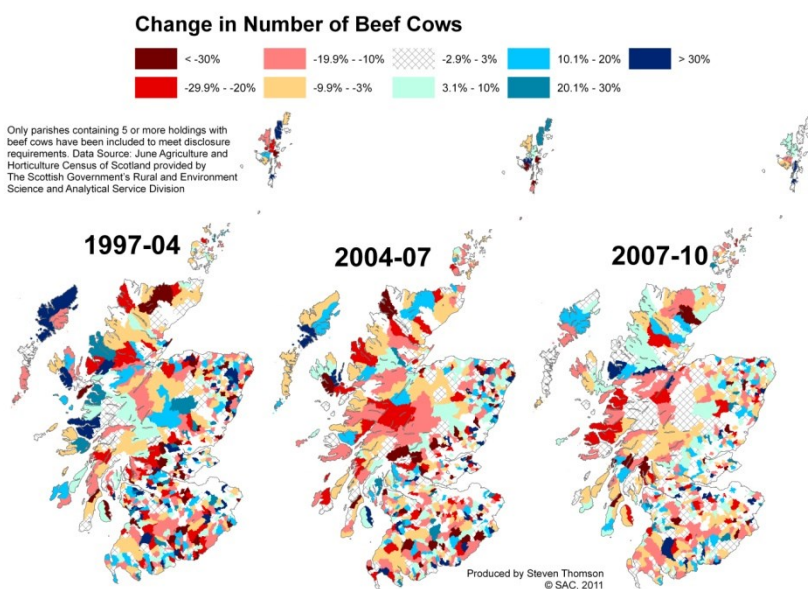 Change in Number of Beef Cows
< -30%
-19.9% - -10%
-2.9% - 3%
10.1% - 20%
> 30%
-29.9% - -20%
-9.9% - -3%
3.1% - 10%
20.1% - 30%
Only parishes containing 5 or more holdings with
beef cows have been included to meet disclosure
requirements. Data Source: June Agriculture and
Horticulture Census of Scotland provided by
The Scottish Government's Rural and Environment
Science and Analytical Service Division
1997-04
2004-07
2007-10
Produced by Steven Thomson
© SAC, 2011